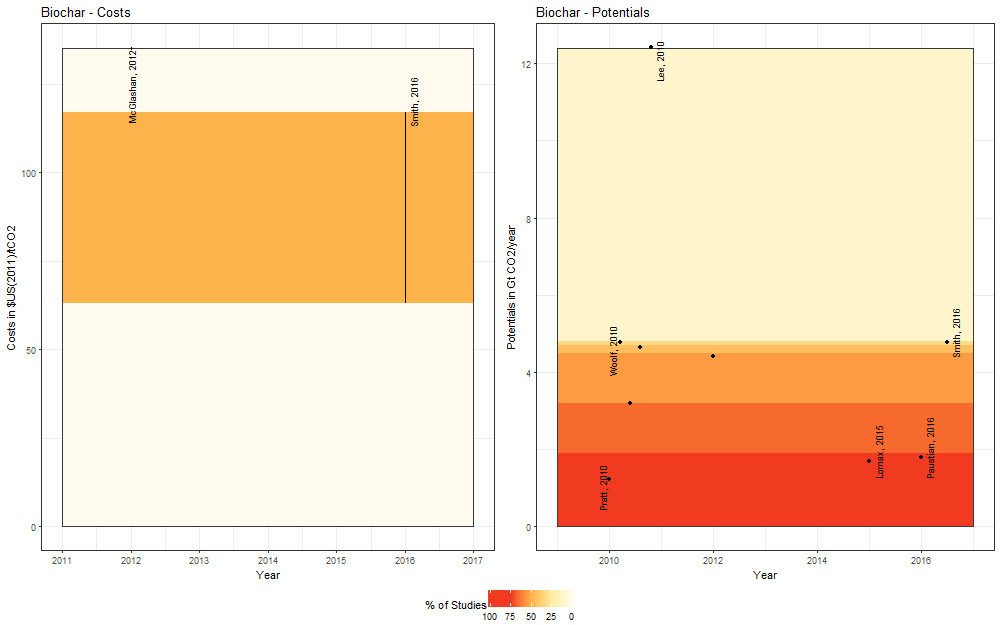 Biochar - Costs
Costs in $US(2011)/tCO2
100
50
0
McGlashan, 2012
Smith, 2016
2011 2012 2013 2014 2015 2016 2017
Year
Biochar - Potentials
Potentials in Gt CO2/year
12
8
4
0
Lee, 2010
Woolf, 2010
Smith, 2016
Pratt, 2010
Lomax, 2015
Paustian, 2016
2010 2012 2014 2016
Year
% of Studies
100 75 50 25 0